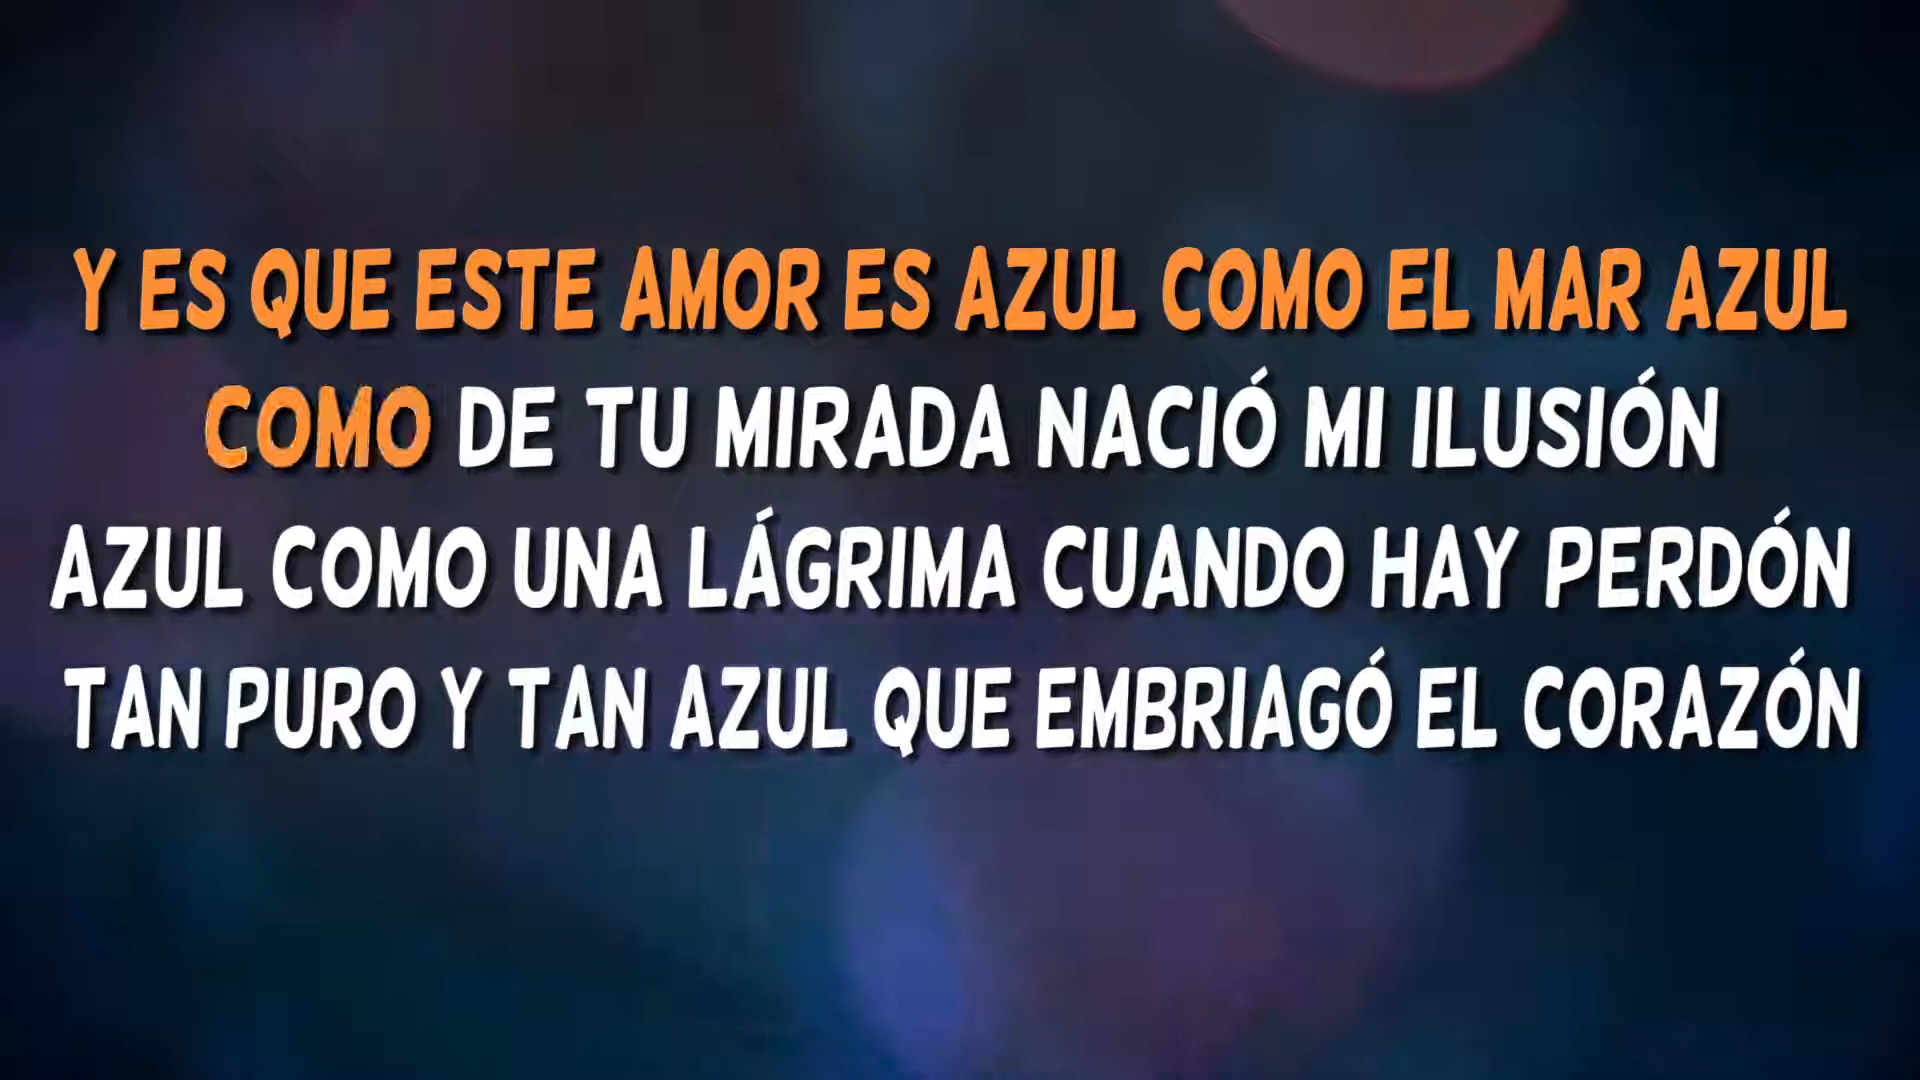 Y ES QUE ESTE AMOR ES AZUL COMO EL MAR AZUL
COMO DE TU MIRADA NACIÓ MI ILUSIÓN
AZUL COMO UNA LÁGRIMA CUANDO HAY PERDÓN
TAN PURO Y TAN AZUL QUE EMBRIAGÓ EL CORAZÓN